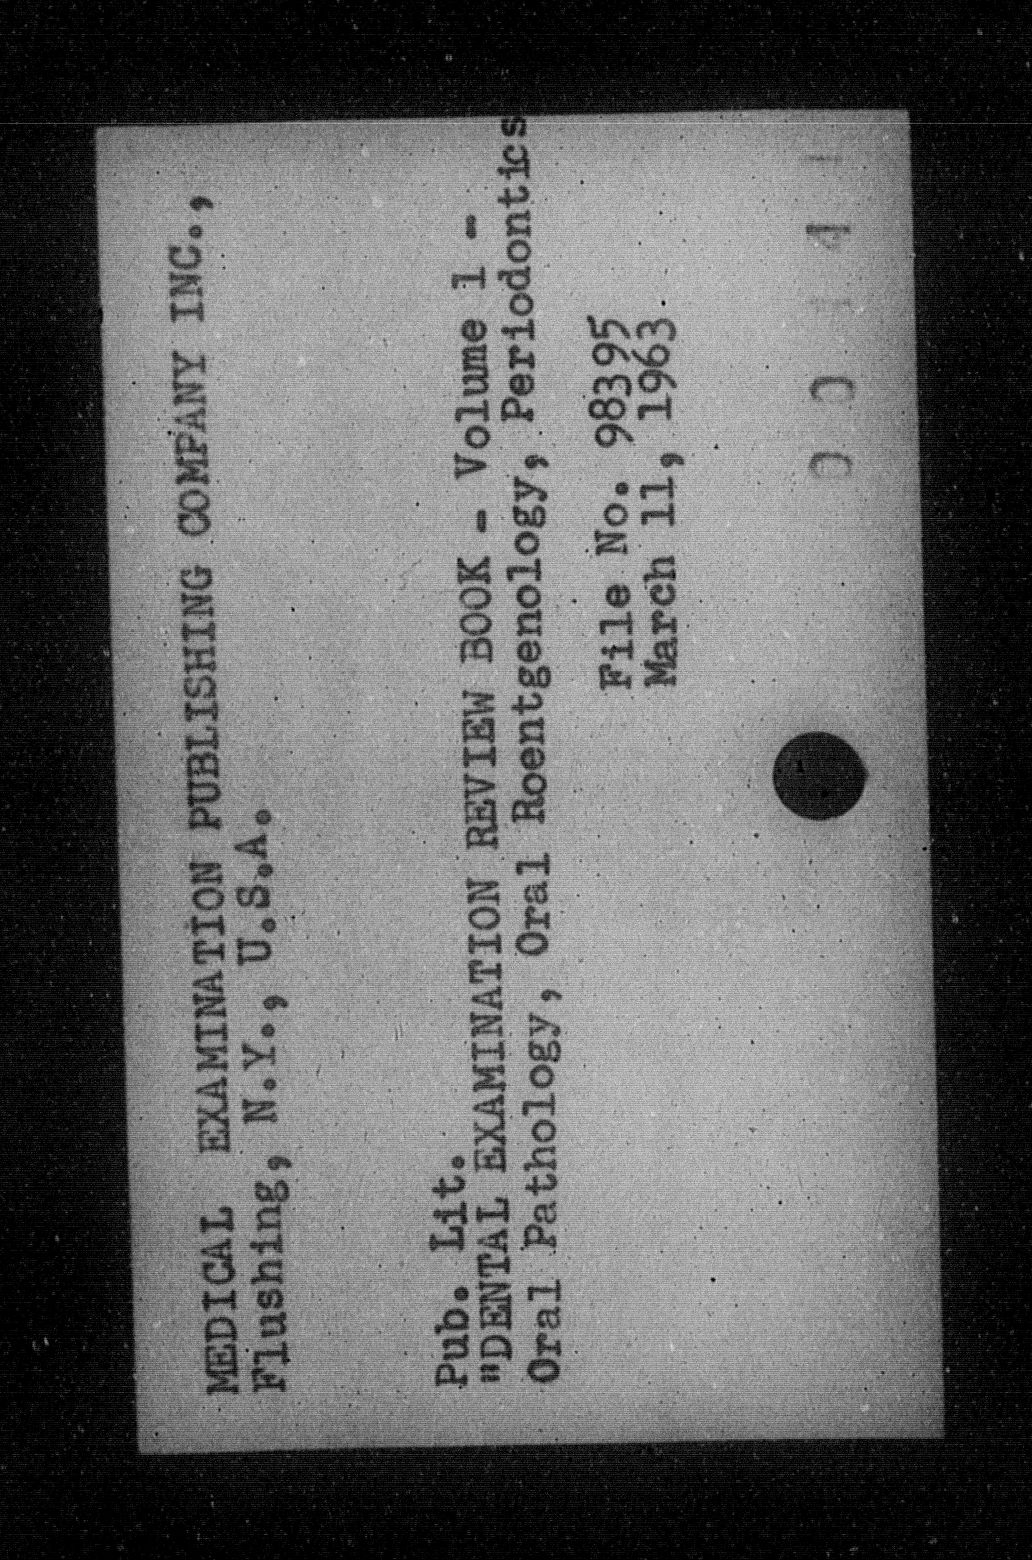 MEDICAL EXAMINATION PUBLISHING COMPANY INC.,
Flushing, N.Y., U.S.A.
Pub. Lit.
"DENTAL EXAMINATION REVIEW BOOK - Volume 1 -
Oral Pathology, Oral Roentgenology, Periodontics
File No. 98395
March 11, 1963